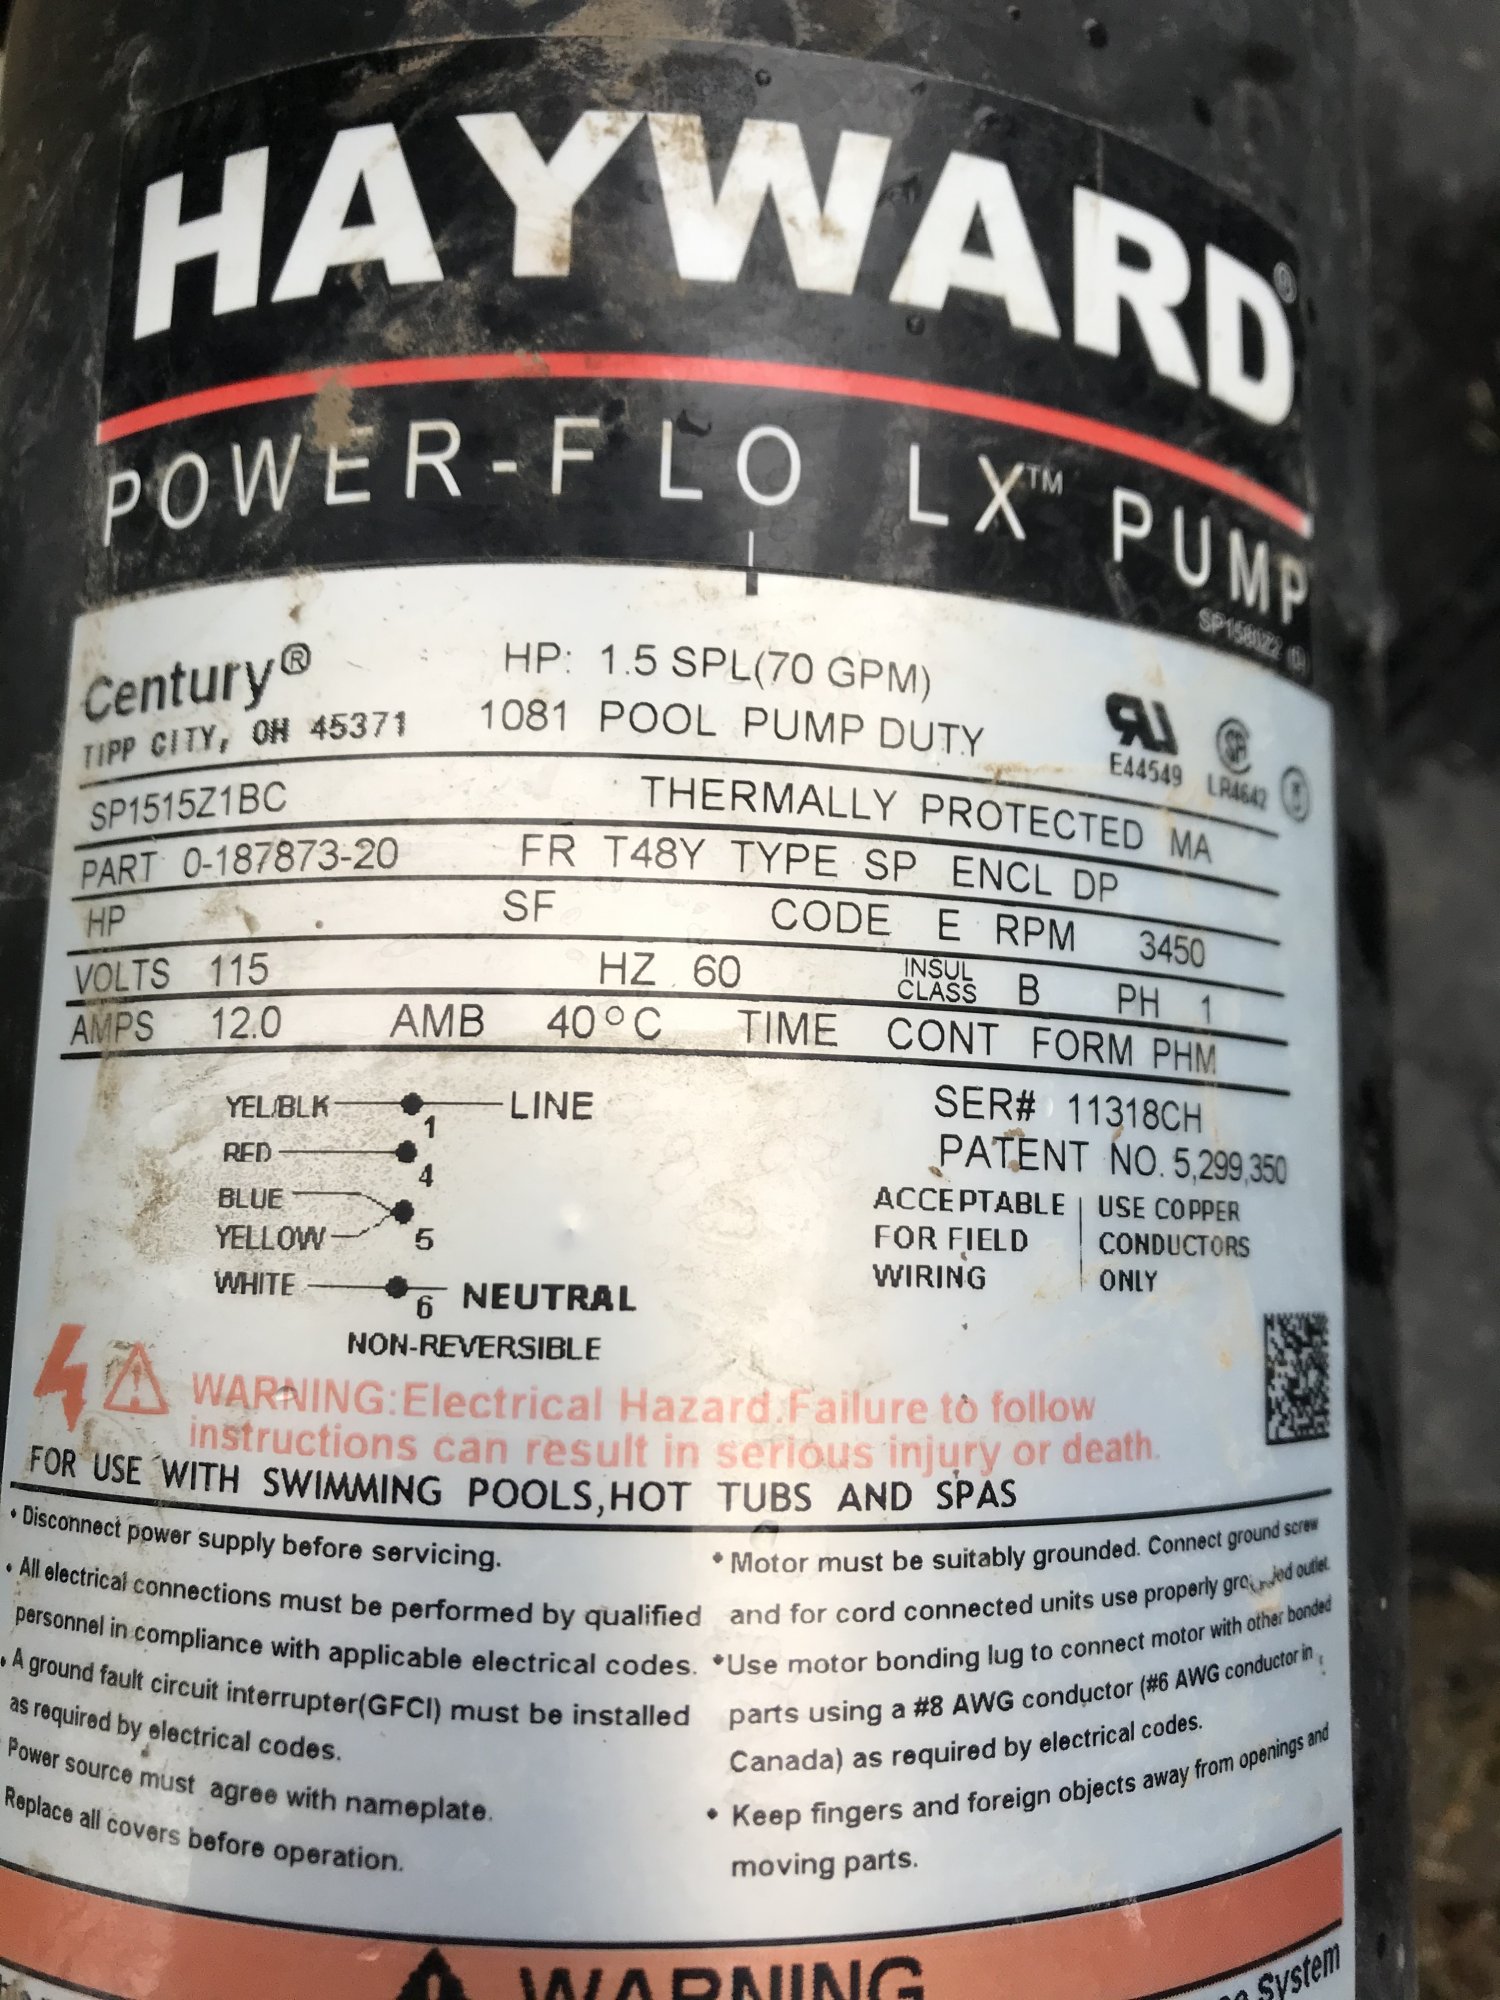 HAYWARD®
POWER-FLO LX™ PUMP
Century®
TIPP CITY, OH 45371
HP: 1.5 SPL(70 GPM)
1081 POOL PUMP DUTY
E44549
LR4642
SP1515Z1BC THERMALLY PROTECTED MA
PART 0-187873-20 FR T48Y TYPE SP ENCL DP
HP SF CODE E RPM 3450
VOLTS 115 HZ 60 INSUL CLASS B PH 1
AMPS 12.0 AMB 40°C TIME CONT FORM PHM
YEL/BLK 1 LINE
RED 4
BLUE
YELLOW 5
WHITE 6 NEUTRAL
NON-REVERSIBLE
SER# 11318CH
PATENT NO. 5,299,350
ACCEPTABLE
FOR FIELD
WIRING
USE COPPER
CONDUCTORS
ONLY
WARNING:Electrical Hazard.Failure to follow
instructions can result in serious injury or death.
FOR USE WITH SWIMMING POOLS,HOT TUBS AND SPAS
• Disconnect power supply before servicing.
• All electrical connections must be performed by qualified
personnel in compliance with applicable electrical codes.
• A ground fault circuit interrupter(GFCI) must be installed
as required by electrical codes.
Power source must agree with nameplate.
Replace all covers before operation.
• Motor must be suitably grounded. Connect ground screw
and for cord connected units use properly grounded outlet.
•Use motor bonding lug to connect motor with other bonded
parts using a #8 AWG conductor (#6 AWG conductor in
Canada) as required by electrical codes.
• Keep fingers and foreign objects away from openings and
moving parts.
WARNING
System